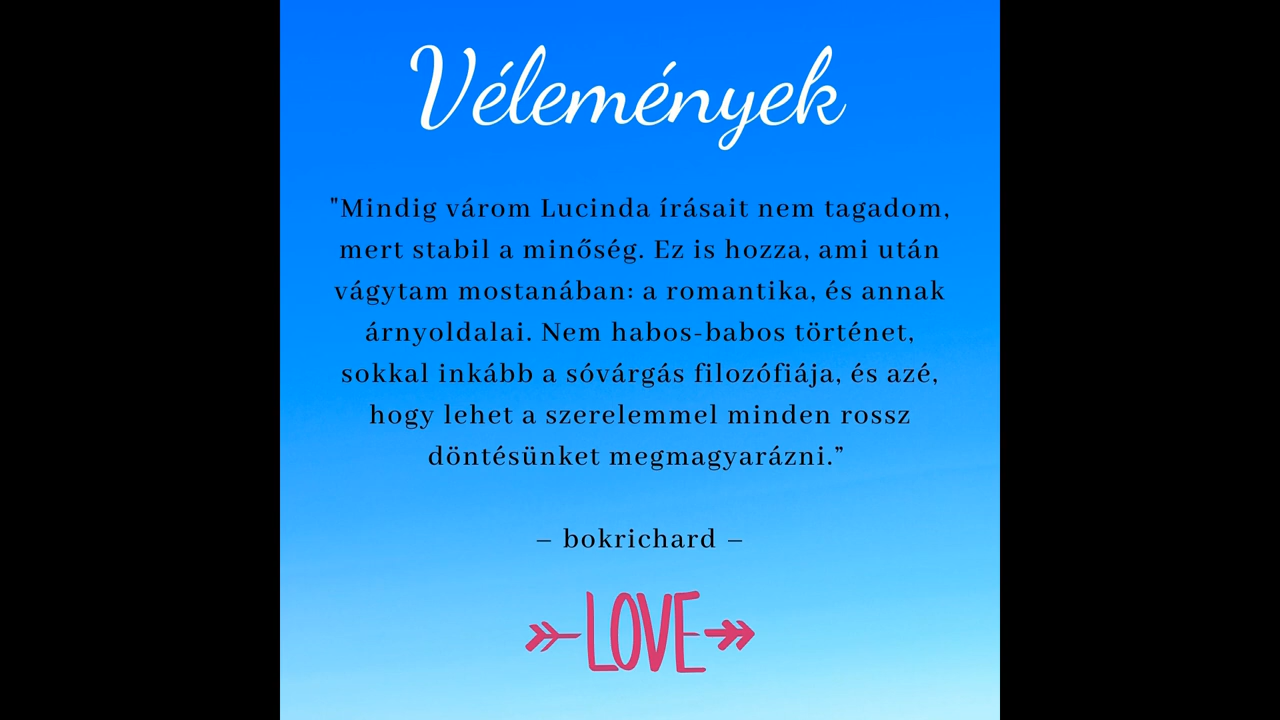 Vélemények
"Mindig várom Lucinda írásait nem tagadom,
mert stabil a minőség. Ez is hozza, ami után
vágytam mostanában: a romantika, és annak
árnyoldalai. Nem habos-babos történet,
sokkal inkább a sóvárgás filozófiája, és azé,
hogy lehet a szerelemmel minden rossz
döntésünket megmagyarázni.”
– bokrichard –
LOVE